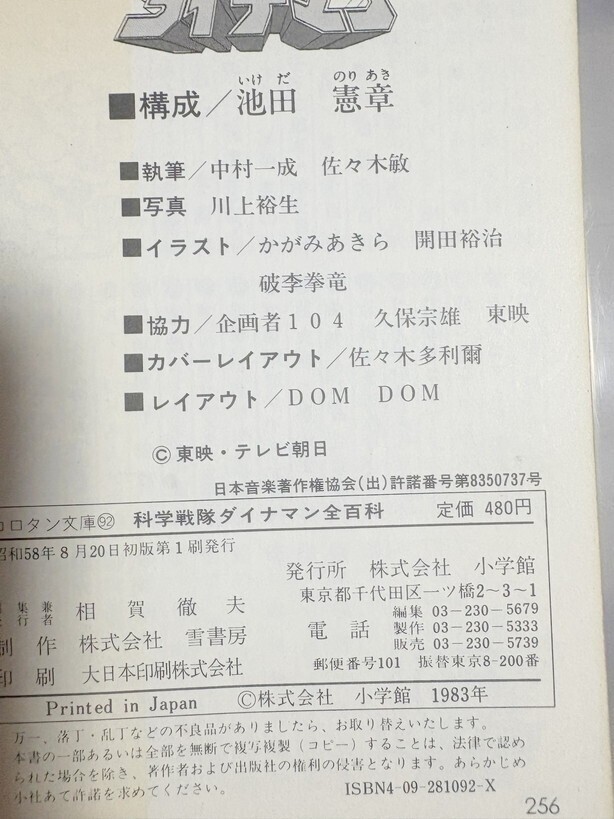 いけ だ のり あき
■構成／池田 憲章
■執筆／中村一成 佐々木敏
■写真 川上裕生
■イラスト／かがみあきら 開田裕治
破李拳竜
■協力／企画者１０４ 久保宗雄 東映
■カバーレイアウト／佐々木多利爾
■レイアウト／ＤＯＭ ＤＯＭ
©東映・テレビ朝日
日本音楽著作権協会(出)許諾番号第8350737号
コロタン文庫92 科学戦隊ダイナマン全百科 定価 480円
昭和58年8月20日初版第1刷発行
編集兼発行者 相賀徹夫
制作 株式会社 雪書房
印刷 大日本印刷株式会社
発行所 株式会社 小学館
東京都千代田区一ツ橋2～3～1
編集 03-230-5679
電話 製作 03-230-5333
販売 03-230-5739
郵便番号101 振替東京8-200番
Printed in Japan ©株式会社 小学館 1983年
万一、落丁・乱丁などの不良品がありましたら、お取り替えいたします。
本書の一部あるいは全部を無断で複写複製（コピー）することは、法律で認め
られた場合を除き、著作者および出版社の権利の侵害となります。あらかじめ
小社あて許諾を求めてください。
ISBN4-09-281092-X
256